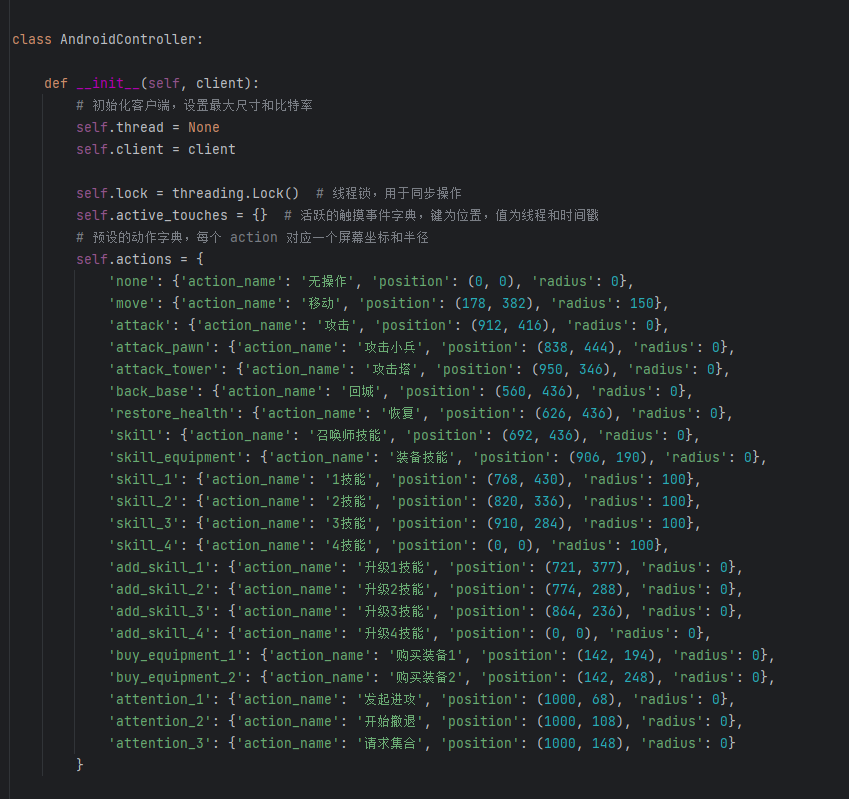 class AndroidController:
def __init__(self, client):
# 初始化客户端，设置最大尺寸和比特率
self.thread = None
self.client = client
self.lock = threading.Lock()  # 线程锁，用于同步操作
self.active_touches = {}  # 活跃的触摸事件字典，键为位置，值为线程和时间戳
# 预设的动作字典，每个 action 对应一个屏幕坐标和半径
self.actions = {
'none': {'action_name': '无操作', 'position': (0, 0), 'radius': 0},
'move': {'action_name': '移动', 'position': (178, 382), 'radius': 150},
'attack': {'action_name': '攻击', 'position': (912, 416), 'radius': 0},
'attack_pawn': {'action_name': '攻击小兵', 'position': (838, 444), 'radius': 0},
'attack_tower': {'action_name': '攻击塔', 'position': (950, 346), 'radius': 0},
'back_base': {'action_name': '回城', 'position': (560, 436), 'radius': 0},
'restore_health': {'action_name': '恢复', 'position': (626, 436), 'radius': 0},
'skill': {'action_name': '召唤师技能', 'position': (692, 436), 'radius': 0},
'skill_equipment': {'action_name': '装备技能', 'position': (906, 190), 'radius': 0},
'skill_1': {'action_name': '1技能', 'position': (768, 430), 'radius': 100},
'skill_2': {'action_name': '2技能', 'position': (820, 336), 'radius': 100},
'skill_3': {'action_name': '3技能', 'position': (910, 284), 'radius': 100},
'skill_4': {'action_name': '4技能', 'position': (0, 0), 'radius': 100},
'add_skill_1': {'action_name': '升级1技能', 'position': (721, 377), 'radius': 0},
'add_skill_2': {'action_name': '升级2技能', 'position': (774, 288), 'radius': 0},
'add_skill_3': {'action_name': '升级3技能', 'position': (864, 236), 'radius': 0},
'add_skill_4': {'action_name': '升级4技能', 'position': (0, 0), 'radius': 0},
'buy_equipment_1': {'action_name': '购买装备1', 'position': (142, 194), 'radius': 0},
'buy_equipment_2': {'action_name': '购买装备2', 'position': (142, 248), 'radius': 0},
'attention_1': {'action_name': '发起进攻', 'position': (1000, 68), 'radius': 0},
'attention_2': {'action_name': '开始撤退', 'position': (1000, 108), 'radius': 0},
'attention_3': {'action_name': '请求集合', 'position': (1000, 148), 'radius': 0}
}